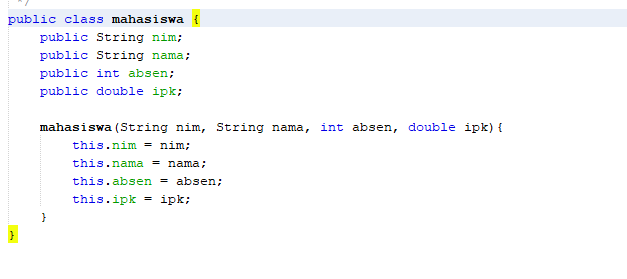 */
public class mahasiswa {
public String nim;
public String nama;
public int absen;
public double ipk;
mahasiswa(String nim, String nama, int absen, double ipk){
this.nim = nim;
this.nama = nama;
this.absen = absen;
this.ipk = ipk;
}
}